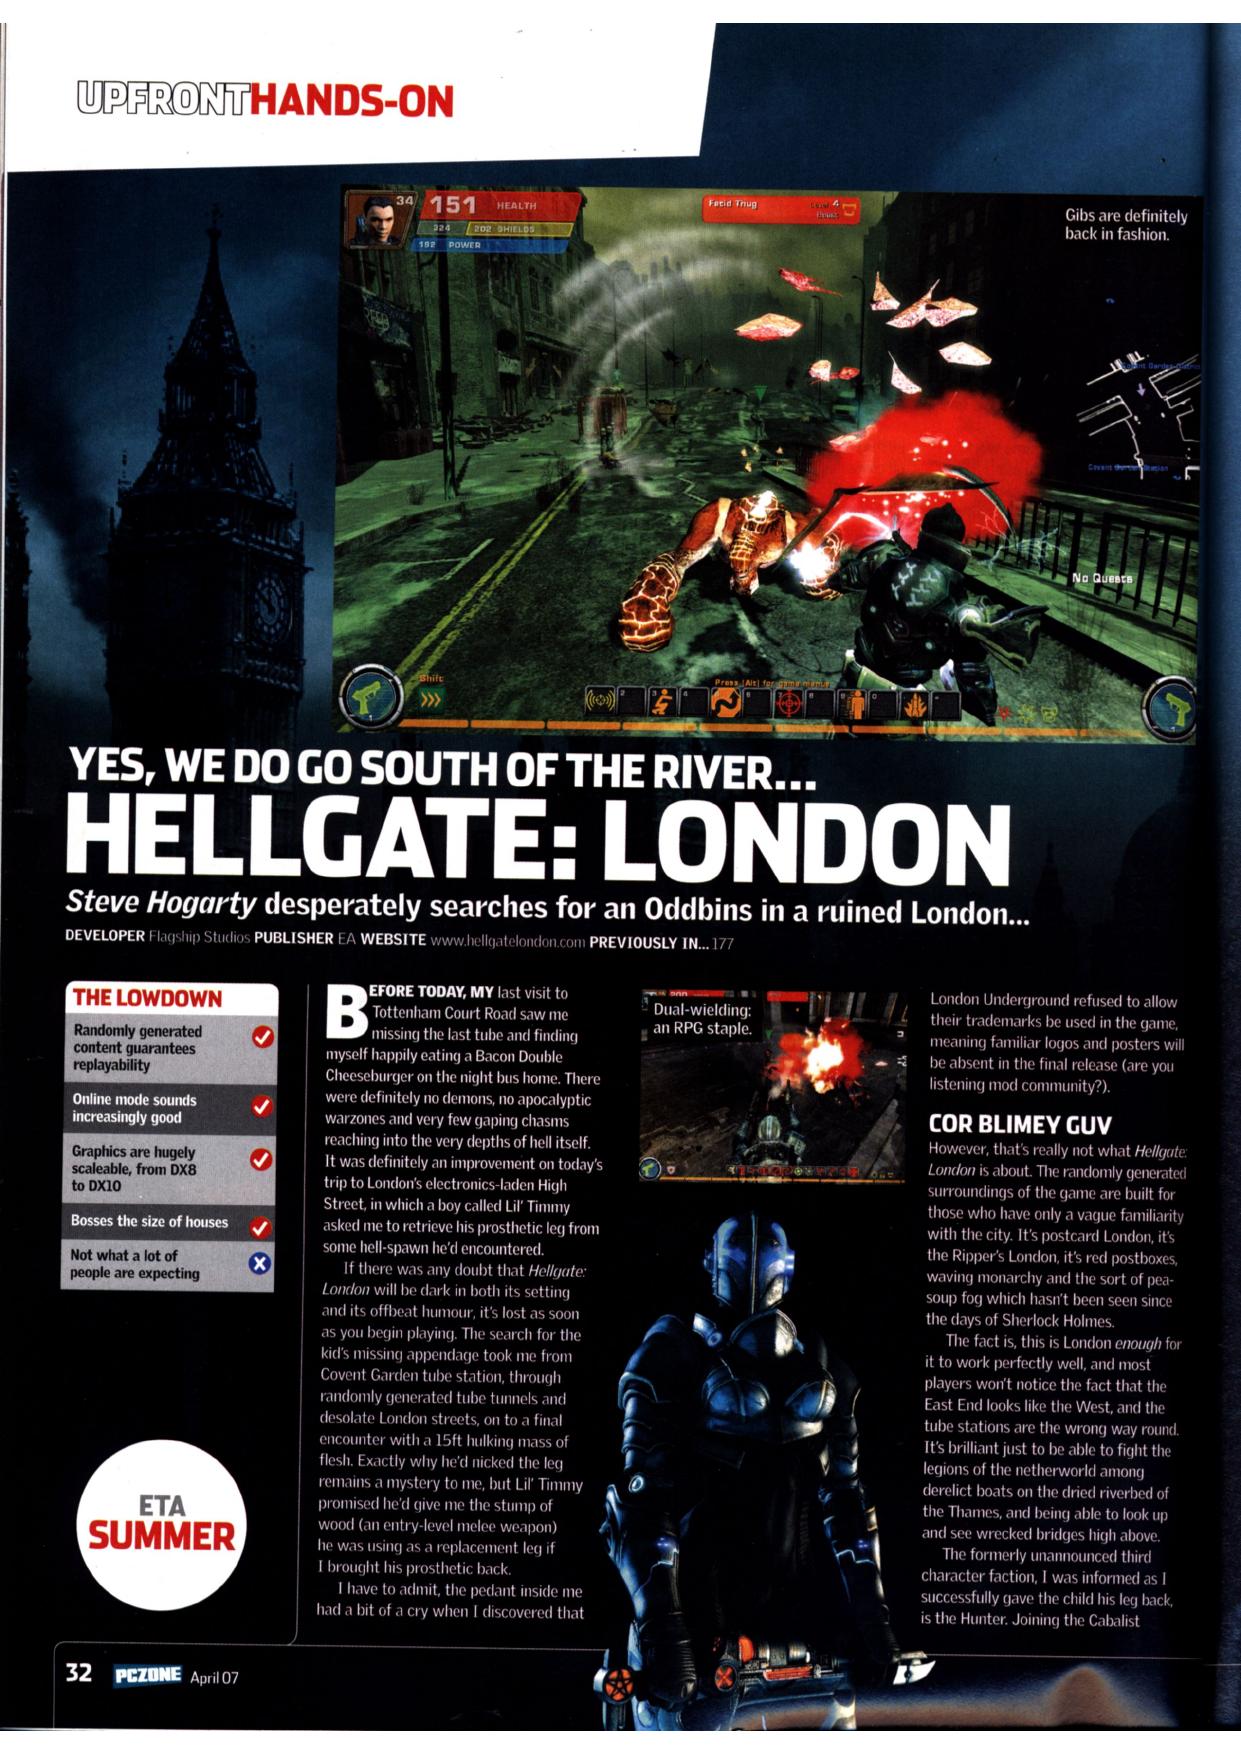 UPFRONTHANDS-ON
34
151 HEALTH
324 202 SHIELDS
192 POWER
Fetid Thug
Level 4
Beast
Gibs are definitely
back in fashion.
Covent Garden Station
No Quests
Shift
Press [Alt] for game menus
YES, WE DO GO SOUTH OF THE RIVER...
HELLGATE: LONDON
Steve Hogarty desperately searches for an Oddbins in a ruined London...
DEVELOPER Flagship Studios PUBLISHER EA WEBSITE www.hellgatelondon.com PREVIOUSLY IN... 177
THE LOWDOWN
Randomly generated
content guarantees
replayability
Online mode sounds
increasingly good
Graphics are hugely
scaleable, from DX8
to DX10
Bosses the size of houses
Not what a lot of
people are expecting
ETA
SUMMER
BEFORE TODAY, MY last visit to
Tottenham Court Road saw me
missing the last tube and finding
myself happily eating a Bacon Double
Cheeseburger on the night bus home. There
were definitely no demons, no apocalyptic
warzones and very few gaping chasms
reaching into the very depths of hell itself.
It was definitely an improvement on today's
trip to London's electronics-laden High
Street, in which a boy called Lil' Timmy
asked me to retrieve his prosthetic leg from
some hell-spawn he'd encountered.
If there was any doubt that Hellgate:
London will be dark in both its setting
and its offbeat humour, it's lost as soon
as you begin playing. The search for the
kid's missing appendage took me from
Covent Garden tube station, through
randomly generated tube tunnels and
desolate London streets, on to a final
encounter with a 15ft hulking mass of
flesh. Exactly why he'd nicked the leg
remains a mystery to me, but Lil' Timmy
promised he'd give me the stump of
wood (an entry-level melee weapon)
he was using as a replacement leg if
I brought his prosthetic back.
I have to admit, the pedant inside me
had a bit of a cry when I discovered that
Dual-wielding:
an RPG staple.
London Underground refused to allow
their trademarks be used in the game,
meaning familiar logos and posters will
be absent in the final release (are you
listening mod community?).
COR BLIMEY GUV
However, that's really not what Hellgate:
London is about. The randomly generated
surroundings of the game are built for
those who have only a vague familiarity
with the city. It's postcard London, it's
the Ripper's London, it's red postboxes,
waving monarchy and the sort of pea-
soup fog which hasn't been seen since
the days of Sherlock Holmes.
The fact is, this is London enough for
it to work perfectly well, and most
players won't notice the fact that the
East End looks like the West, and the
tube stations are the wrong way round.
It's brilliant just to be able to fight the
legions of the netherworld among
derelict boats on the dried riverbed of
the Thames, and being able to look up
and see wrecked bridges high above.
The formerly unannounced third
character faction, I was informed as I
successfully gave the child his leg back,
is the Hunter. Joining the Cabalist
32 PCZONE April 07